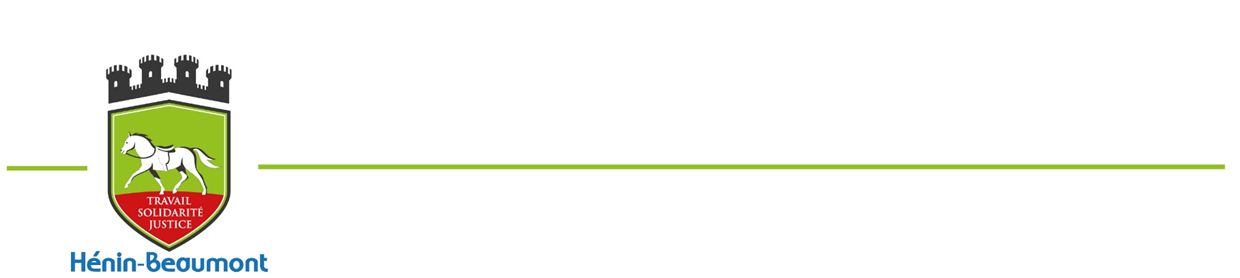 TRAVAIL
SOLIDARITÉ
JUSTICE
Hénin-Beaumont